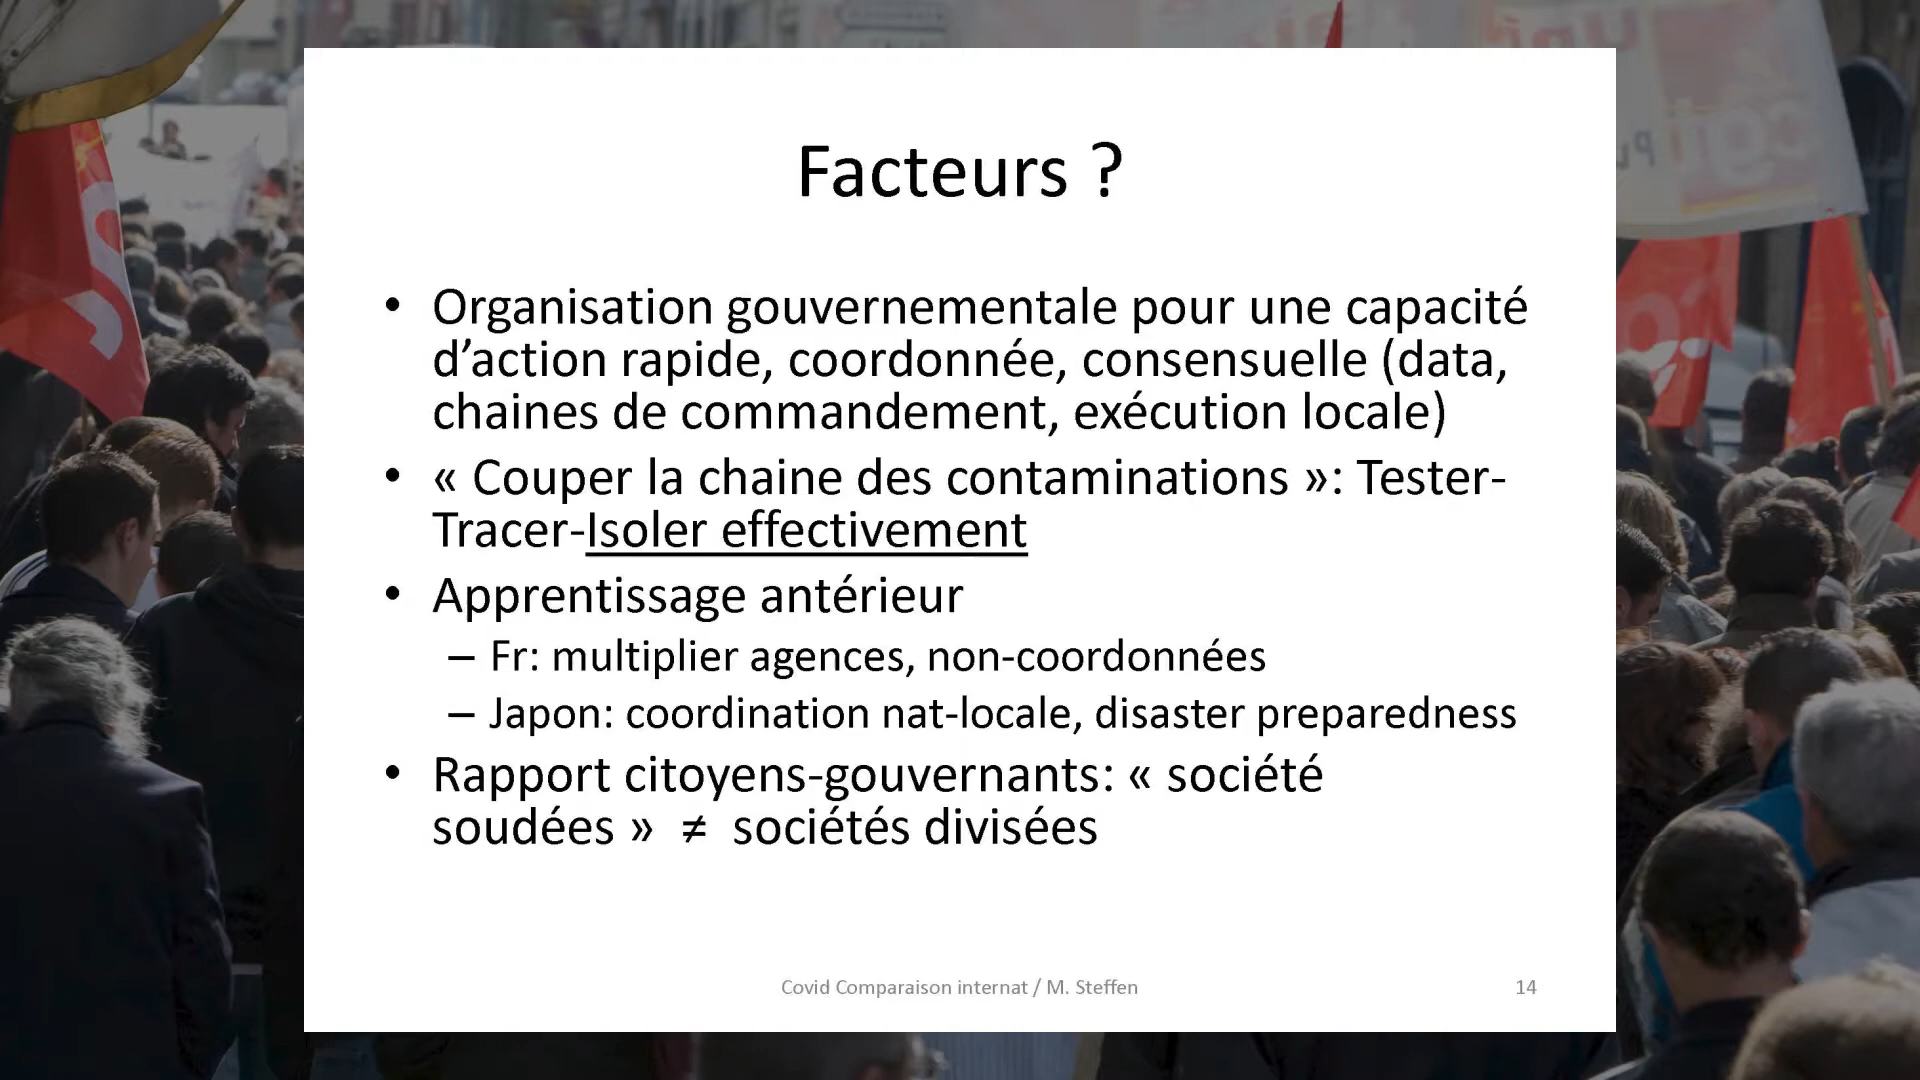 Facteurs ?
• Organisation gouvernementale pour une capacité
d’action rapide, coordonnée, consensuelle (data,
chaines de commandement, exécution locale)
• « Couper la chaine des contaminations »: Tester-
Tracer-Isoler effectivement
• Apprentissage antérieur
– Fr: multiplier agences, non-coordonnées
– Japon: coordination nat-locale, disaster preparedness
• Rapport citoyens-gouvernants: « société
soudées » ≠ sociétés divisées
Covid Comparaison internat / M. Steffen
14